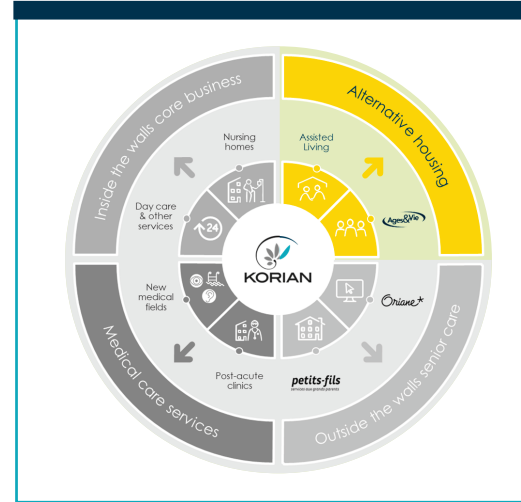 Inside the walls core business
Alternative housing
Nursing
homes
Assisted
Living
Day care
& other
services
24
Ages&Vie
KORIAN
New
medical
fields
Oriane
Post-acute
clinics
petits-fils
services aux grands-parents
Medical care services
Outside the walls senior care